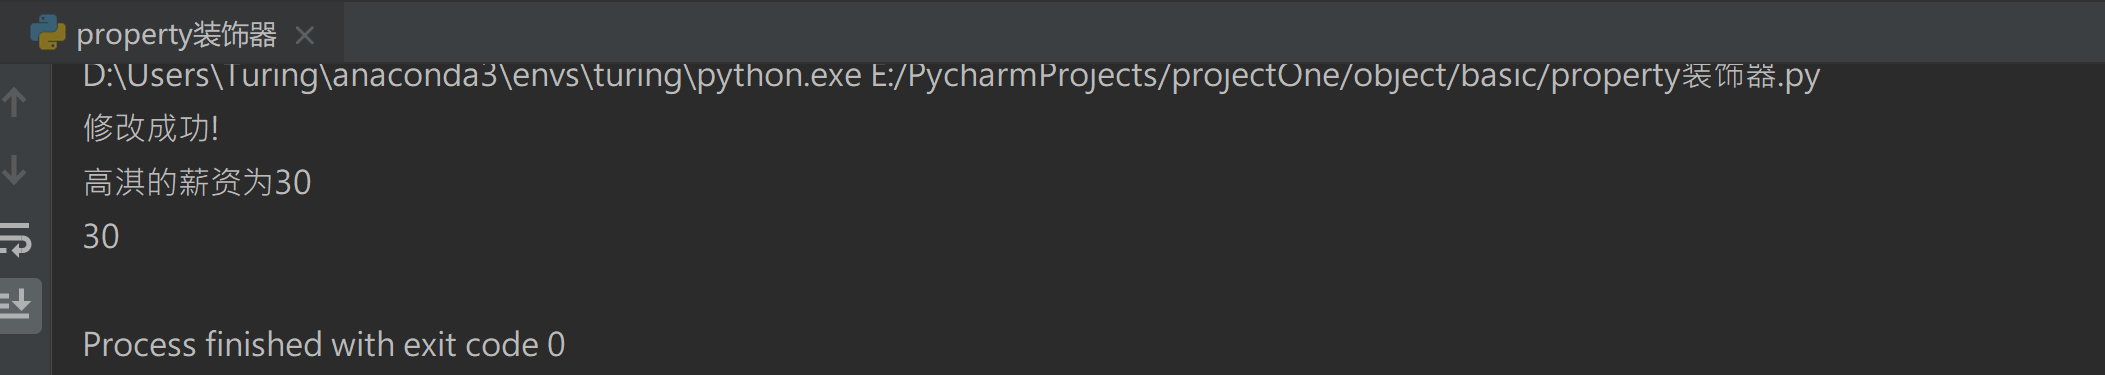 property装饰器
D:\Users\Turing\anaconda3\envs\turing\python.exe E:/PycharmProjects/projectOne/object/basic/property装饰器.py
修改成功!
高淇的薪资为30
30
Process finished with exit code 0